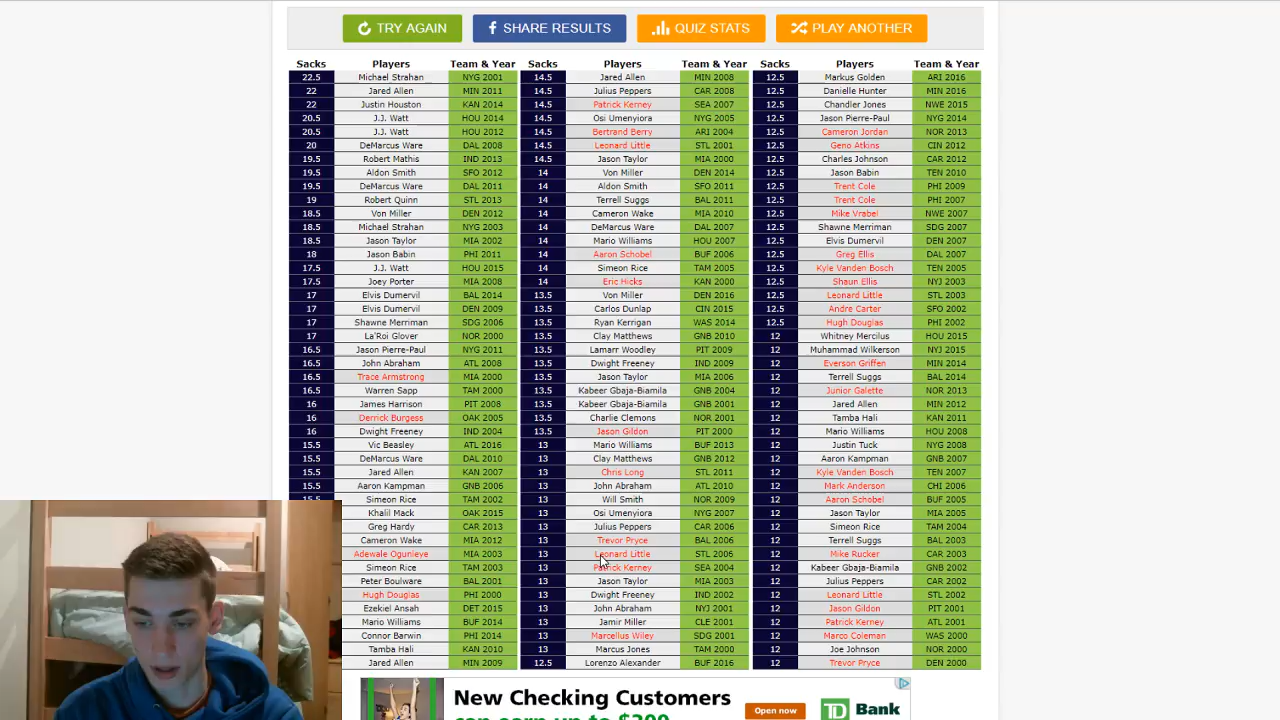 TRY AGAIN SHARE RESULTS QUIZ STATS PLAY ANOTHER
Sacks Players Team & Year Sacks Players Team & Year Sacks Players Team & Year
22.5 Michael Strahan NYG 2001 14.5 Jared Allen MIN 2008 12.5 Markus Golden ARI 2016
22 Jared Allen MIN 2011 14.5 Julius Peppers CAR 2008 12.5 Danielle Hunter MIN 2016
22 Justin Houston KAN 2014 14.5 Patrick Kerney SEA 2007 12.5 Chandler Jones NWE 2015
20.5 J.J. Watt HOU 2014 14.5 Osi Umenyiora NYG 2005 12.5 Jason Pierre-Paul NYG 2014
20.5 J.J. Watt HOU 2012 14.5 Bertrand Berry ARI 2004 12.5 Cameron Jordan NOR 2013
20 DeMarcus Ware DAL 2008 14.5 Leonard Little STL 2001 12.5 Geno Atkins CIN 2012
19.5 Robert Mathis IND 2013 14.5 Jason Taylor MIA 2000 12.5 Charles Johnson CAR 2012
19.5 Aldon Smith SFO 2012 14 Von Miller DEN 2014 12.5 Jason Babin TEN 2010
19.5 DeMarcus Ware DAL 2011 14 Aldon Smith SFO 2011 12.5 Trent Cole PHI 2009
19 Robert Quinn STL 2013 14 Terrell Suggs BAL 2011 12.5 Trent Cole PHI 2007
18.5 Von Miller DEN 2012 14 Cameron Wake MIA 2010 12.5 Mike Vrabel NWE 2007
18.5 Michael Strahan NYG 2003 14 DeMarcus Ware DAL 2007 12.5 Shawne Merriman SDG 2007
18.5 Jason Taylor MIA 2002 14 Mario Williams HOU 2007 12.5 Elvis Dumervil DEN 2007
18 Jason Babin PHI 2011 14 Aaron Schobel BUF 2006 12.5 Greg Ellis DAL 2007
17.5 J.J. Watt HOU 2015 14 Simeon Rice TAM 2005 12.5 Kyle Vanden Bosch TEN 2005
17.5 Joey Porter MIA 2008 14 Eric Hicks KAN 2000 12.5 Shaun Ellis NYJ 2003
17 Elvis Dumervil BAL 2014 13.5 Von Miller DEN 2016 12.5 Leonard Little STL 2003
17 Elvis Dumervil DEN 2009 13.5 Carlos Dunlap CIN 2015 12.5 Andre Carter SFO 2002
17 Shawne Merriman SDG 2006 13.5 Ryan Kerrigan WAS 2014 12.5 Hugh Douglas PHI 2002
17 La'Roi Glover NOR 2000 13.5 Clay Matthews GNB 2010 12 Whitney Mercilus HOU 2015
16.5 Jason Pierre-Paul NYG 2011 13.5 Lamarr Woodley PIT 2009 12 Muhammad Wilkerson NYJ 2015
16.5 John Abraham ATL 2008 13.5 Dwight Freeney IND 2009 12 Everson Griffen MIN 2014
16.5 Trace Armstrong MIA 2000 13.5 Jason Taylor MIA 2006 12 Terrell Suggs BAL 2014
16.5 Warren Sapp TAM 2000 13.5 Kabeer Gbaja-Biamila GNB 2004 12 Junior Galette NOR 2013
16 James Harrison PIT 2008 13.5 Kabeer Gbaja-Biamila GNB 2001 12 Jared Allen MIN 2012
16 Derrick Burgess OAK 2005 13.5 Charlie Clemons NOR 2001 12 Tamba Hali KAN 2011
16 Dwight Freeney IND 2004 13.5 Jason Gildon PIT 2000 12 Mario Williams HOU 2008
15.5 Vic Beasley ATL 2016 13 Mario Williams BUF 2013 12 Justin Tuck NYG 2008
15.5 DeMarcus Ware DAL 2010 13 Clay Matthews GNB 2012 12 Aaron Kampman GNB 2007
15.5 Jared Allen KAN 2007 13 Chris Long STL 2011 12 Kyle Vanden Bosch TEN 2007
15.5 Aaron Kampman GNB 2006 13 John Abraham ATL 2010 12 Mark Anderson CHI 2006
15.5 Simeon Rice TAM 2002 13 Will Smith NOR 2009 12 Aaron Schobel BUF 2005
Khalil Mack OAK 2015 13 Osi Umenyiora NYG 2007 12 Jason Taylor MIA 2005
Greg Hardy CAR 2013 13 Julius Peppers CAR 2006 12 Simeon Rice TAM 2004
Cameron Wake MIA 2012 13 Trevor Pryce BAL 2006 12 Terrell Suggs BAL 2003
Adewale Ogunleye MIA 2003 13 Leonard Little STL 2006 12 Mike Rucker CAR 2003
Simeon Rice TAM 2003 13 Patrick Kerney SEA 2004 12 Kabeer Gbaja-Biamila GNB 2002
Peter Boulware BAL 2001 13 Jason Taylor MIA 2003 12 Julius Peppers CAR 2002
Hugh Douglas PHI 2000 13 Dwight Freeney IND 2002 12 Leonard Little STL 2002
Ezekiel Ansah DET 2015 13 John Abraham NYJ 2001 12 Jason Gildon PIT 2001
Mario Williams BUF 2014 13 Jamir Miller CLE 2001 12 Patrick Kerney ATL 2001
Connor Barwin PHI 2014 13 Marcellus Wiley SDG 2001 12 Marco Coleman WAS 2000
Tamba Hali KAN 2010 13 Marcus Jones TAM 2000 12 Joe Johnson NOR 2000
Jared Allen MIN 2009 12.5 Lorenzo Alexander BUF 2016 12 Trevor Pryce DEN 2000
New Checking Customers
can earn up to $300
Open now
TD Bank